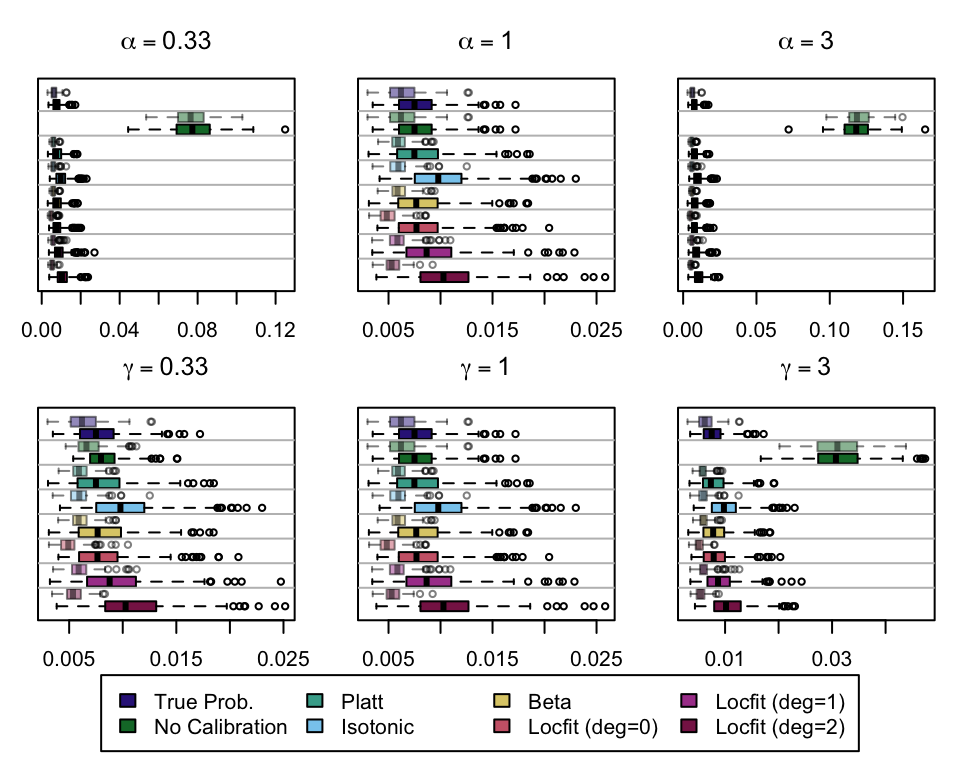 α = 0.33 α = 1 α = 3
0.00 0.04 0.08 0.12 0.005 0.015 0.025 0.00 0.05 0.10 0.15
γ = 0.33 γ = 1 γ = 3
0.005 0.015 0.025 0.005 0.015 0.025 0.01 0.03
True Prob. Platt Beta Locfit (deg=1)
No Calibration Isotonic Locfit (deg=0) Locfit (deg=2)